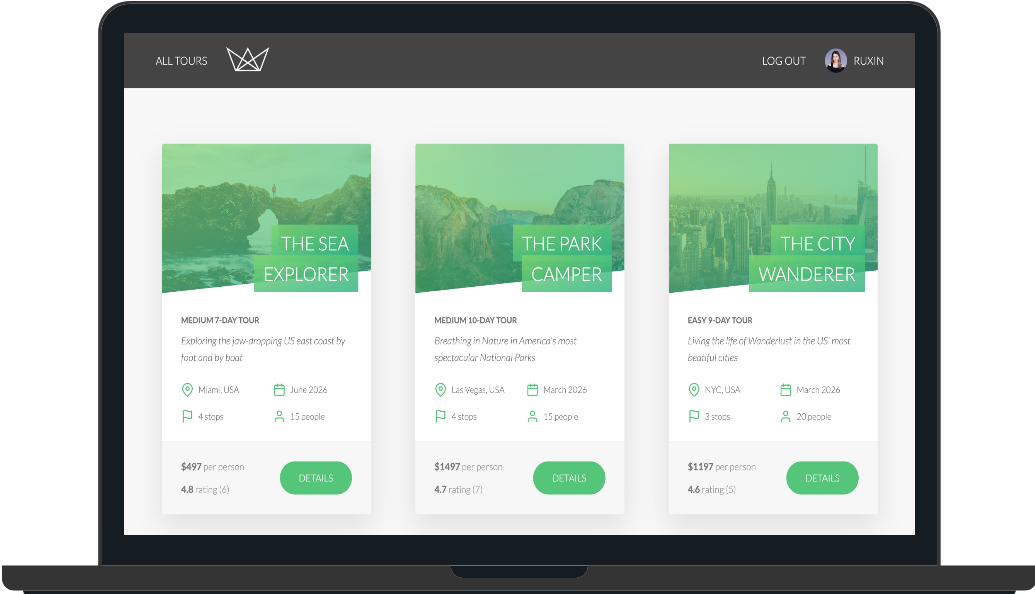 ALL TOURS
LOG OUT
RUXIN
THE SEA
EXPLORER
MEDIUM 7-DAY TOUR
Exploring the jaw-dropping US east coast by
foot and by boat
Miami, USA
June 2026
4 stops
15 people
$497 per person
4.8 rating (6)
DETAILS
THE PARK
CAMPER
MEDIUM 10-DAY TOUR
Breathing in Nature in America's most
spectacular National Parks
Las Vegas, USA
March 2026
4 stops
15 people
$1497 per person
4.7 rating (7)
DETAILS
THE CITY
WANDERER
EASY 9-DAY TOUR
Living the life of Wanderlust in the US' most
beatiful cities
NYC, USA
March 2026
3 stops
20 people
$1197 per person
4.6 rating (5)
DETAILS